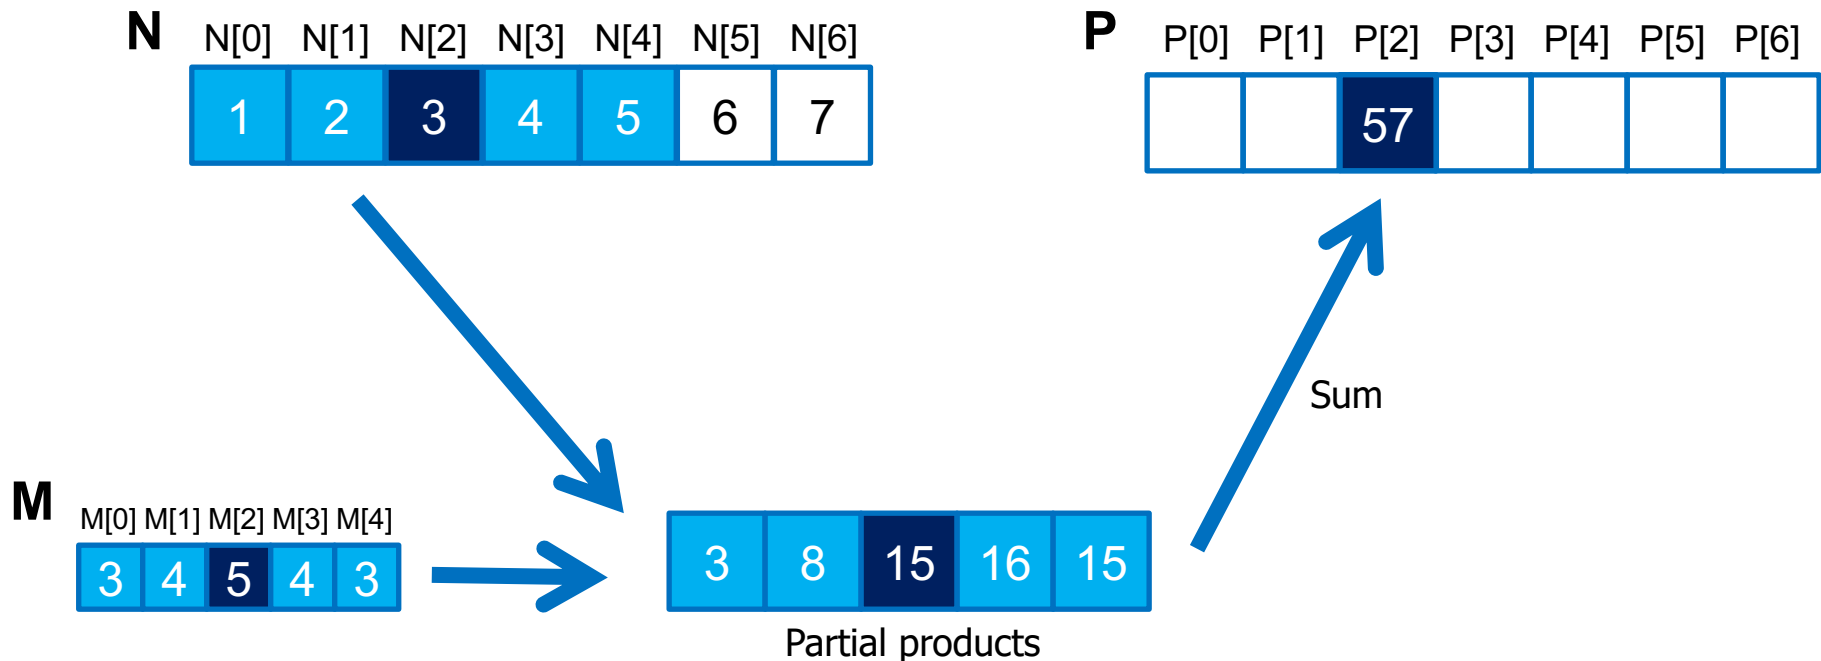 N N[0] N[1] N[2] N[3] N[4] N[5] N[6]
1 2 3 4 5 6 7
P P[0] P[1] P[2] P[3] P[4] P[5] P[6]
57
Sum
M M[0] M[1] M[2] M[3] M[4]
3 4 5 4 3
3 8 15 16 15
Partial products